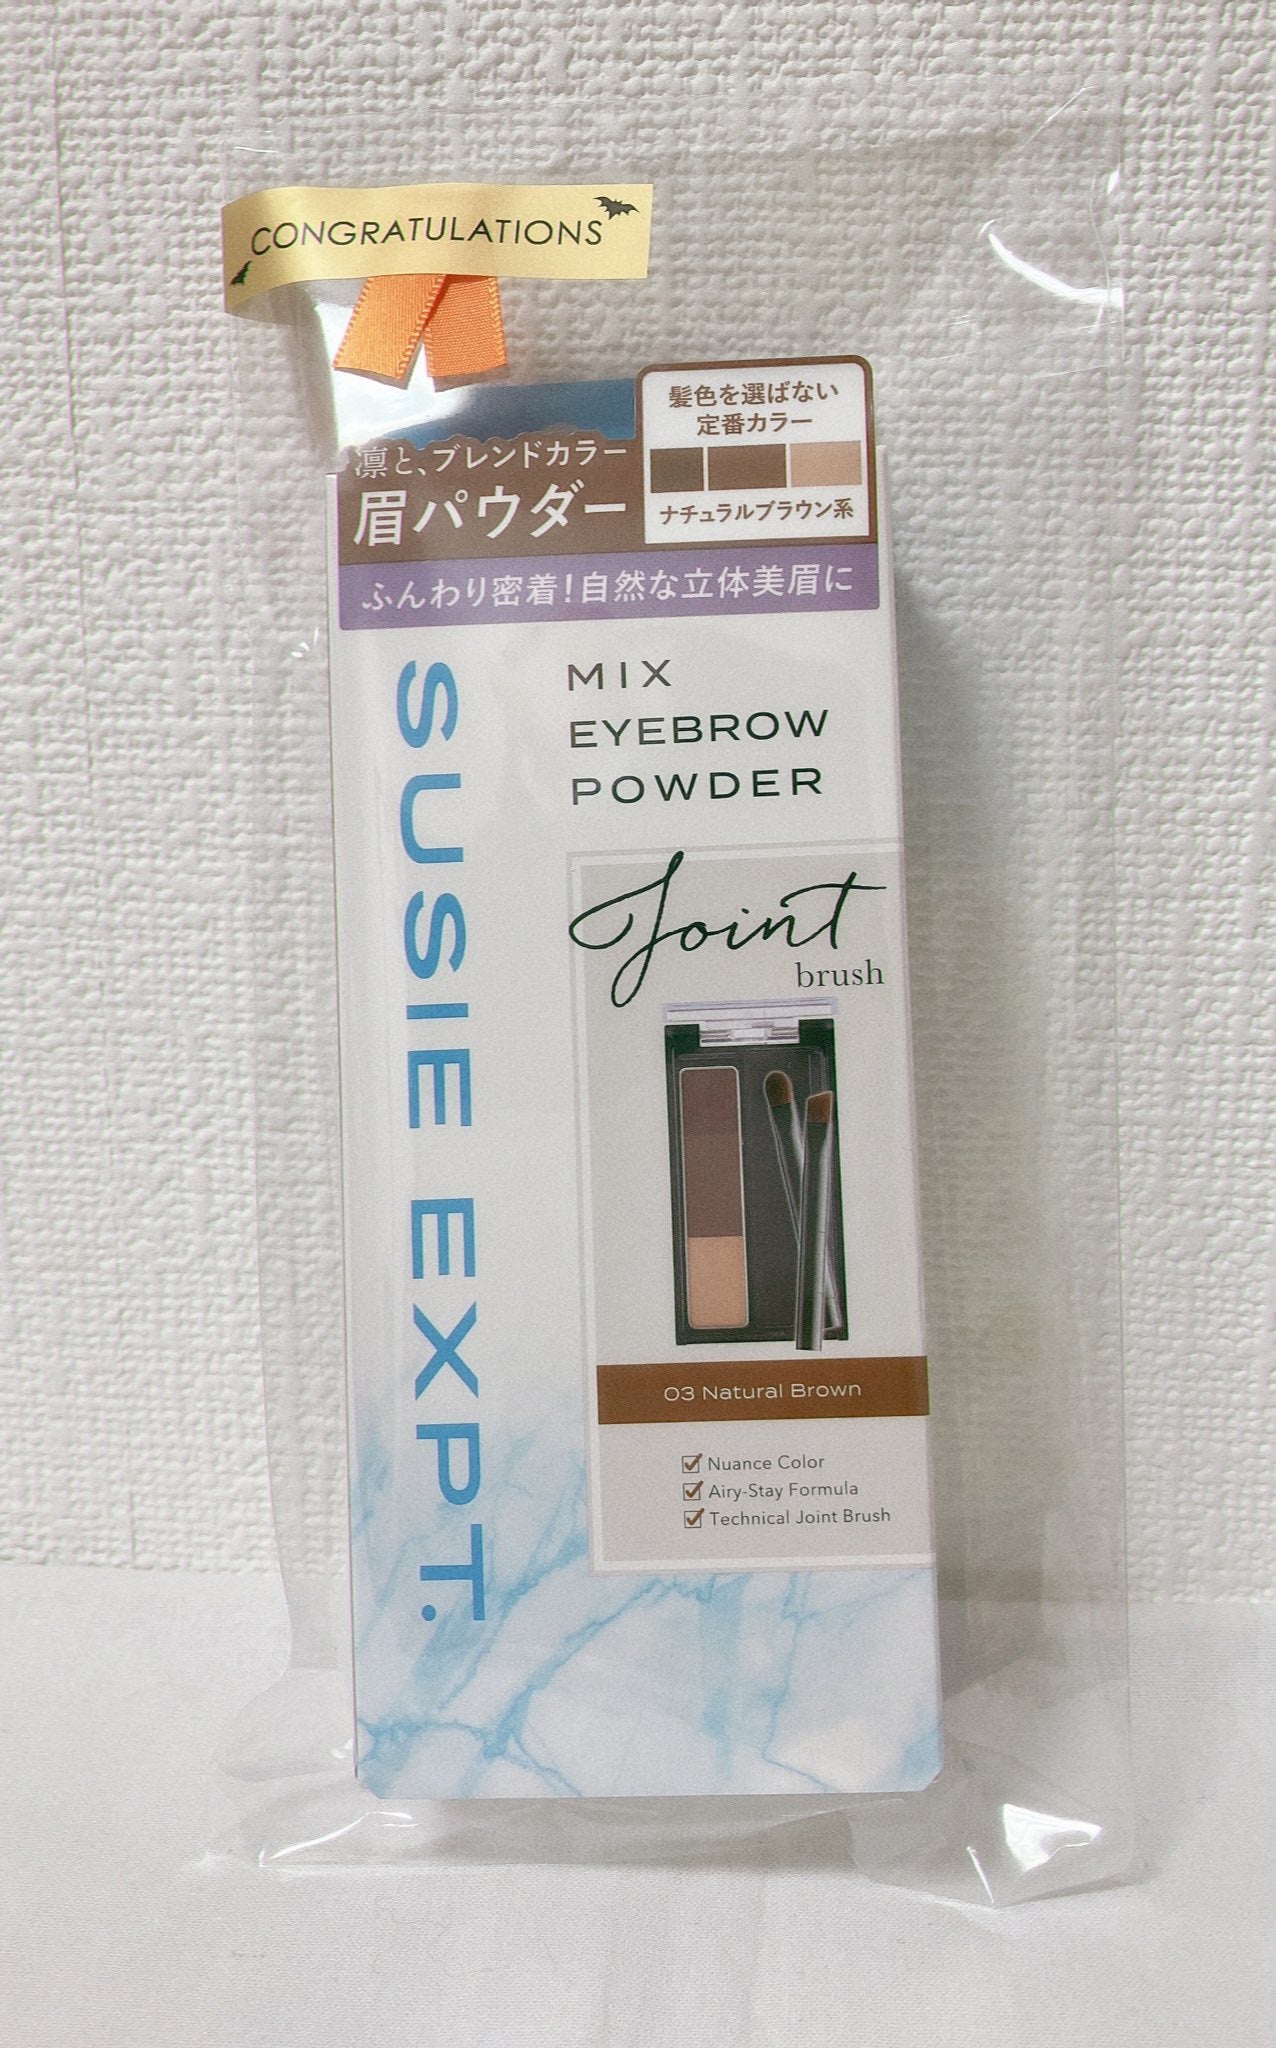 CONGRATULATIONS
髪色を選ばない
定番カラー
ナチュラルブラウン系
凛と、ブレンドカラー
眉パウダー
ふんわり密着!自然な立体美眉に
SUSIE EXPT.
MIX
EYEBROW
POWDER
Joint
brush
03 Natural Brown
Nuance Color
Airy-Stay Formula
Technical Joint Brush